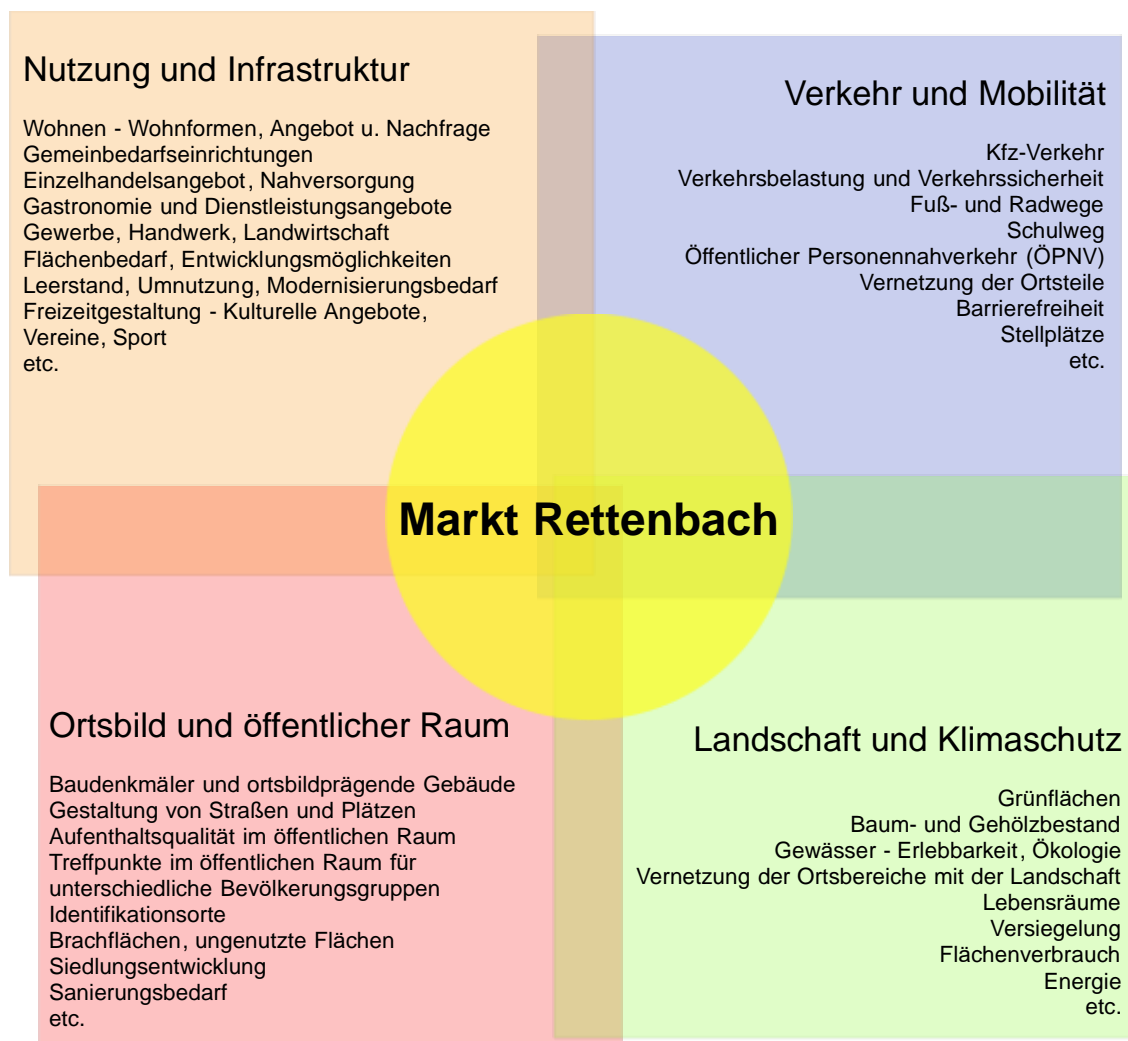 Nutzung und Infrastruktur
Wohnen - Wohnformen, Angebot u. Nachfrage
Gemeinbedarfseinrichtungen
Einzelhandelsangebot, Nahversorgung
Gastronomie und Dienstleistungsangebote
Gewerbe, Handwerk, Landwirtschaft
Flächenbedarf, Entwicklungsmöglichkeiten
Leerstand, Umnutzung, Modernisierungsbedarf
Freizeitgestaltung - Kulturelle Angebote,
Vereine, Sport
etc.
Verkehr und Mobilität
Kfz-Verkehr
Verkehrsbelastung und Verkehrssicherheit
Fuß- und Radwege
Schulweg
Öffentlicher Personennahverkehr (ÖPNV)
Vernetzung der Ortsteile
Barrierefreiheit
Stellplätze
etc.
Markt Rettenbach
Ortsbild und öffentlicher Raum
Baudenkmäler und ortsbildprägende Gebäude
Gestaltung von Straßen und Plätzen
Aufenthaltsqualität im öffentlichen Raum
Treffpunkte im öffentlichen Raum für
unterschiedliche Bevölkerungsgruppen
Identifikationsorte
Brachflächen, ungenutzte Flächen
Siedlungsentwicklung
Sanierungsbedarf
etc.
Landschaft und Klimaschutz
Grünflächen
Baum- und Gehölzbestand
Gewässer - Erlebbarkeit, Ökologie
Vernetzung der Ortsbereiche mit der Landschaft
Lebensräume
Versiegelung
Flächenverbrauch
Energie
etc.